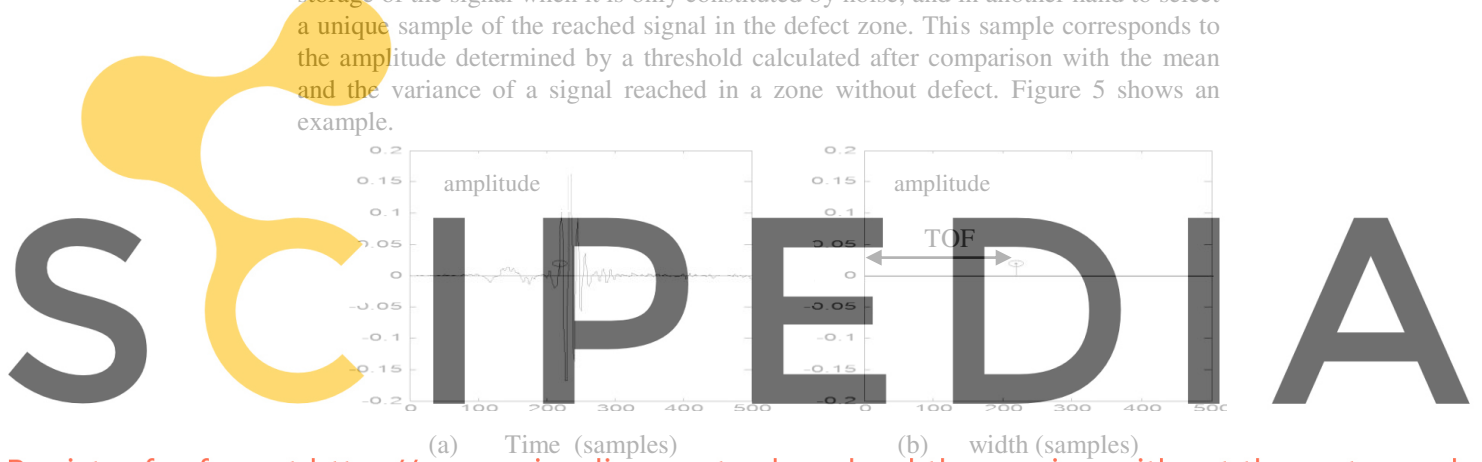 storage of the signal when it is only constituted by noise, and in another hand to select
a unique sample of the reached signal in the defect zone. This sample corresponds to
the amplitude determined by a threshold calculated after comparison with the mean
and the variance of a signal reached in a zone without defect. Figure 5 shows an
example.
0.2
0.15
0.1
0.05
0
-0.05
-0.1
-0.15
-0.2
0 100 200 300 400 500
amplitude
(a) Time (samples)
0.2
0.15
0.1
0.05
0
-0.05
-0.1
-0.15
-0.2
0 100 200 300 400 500
amplitude
TOF
(b) width (samples)
SCIPEDIA